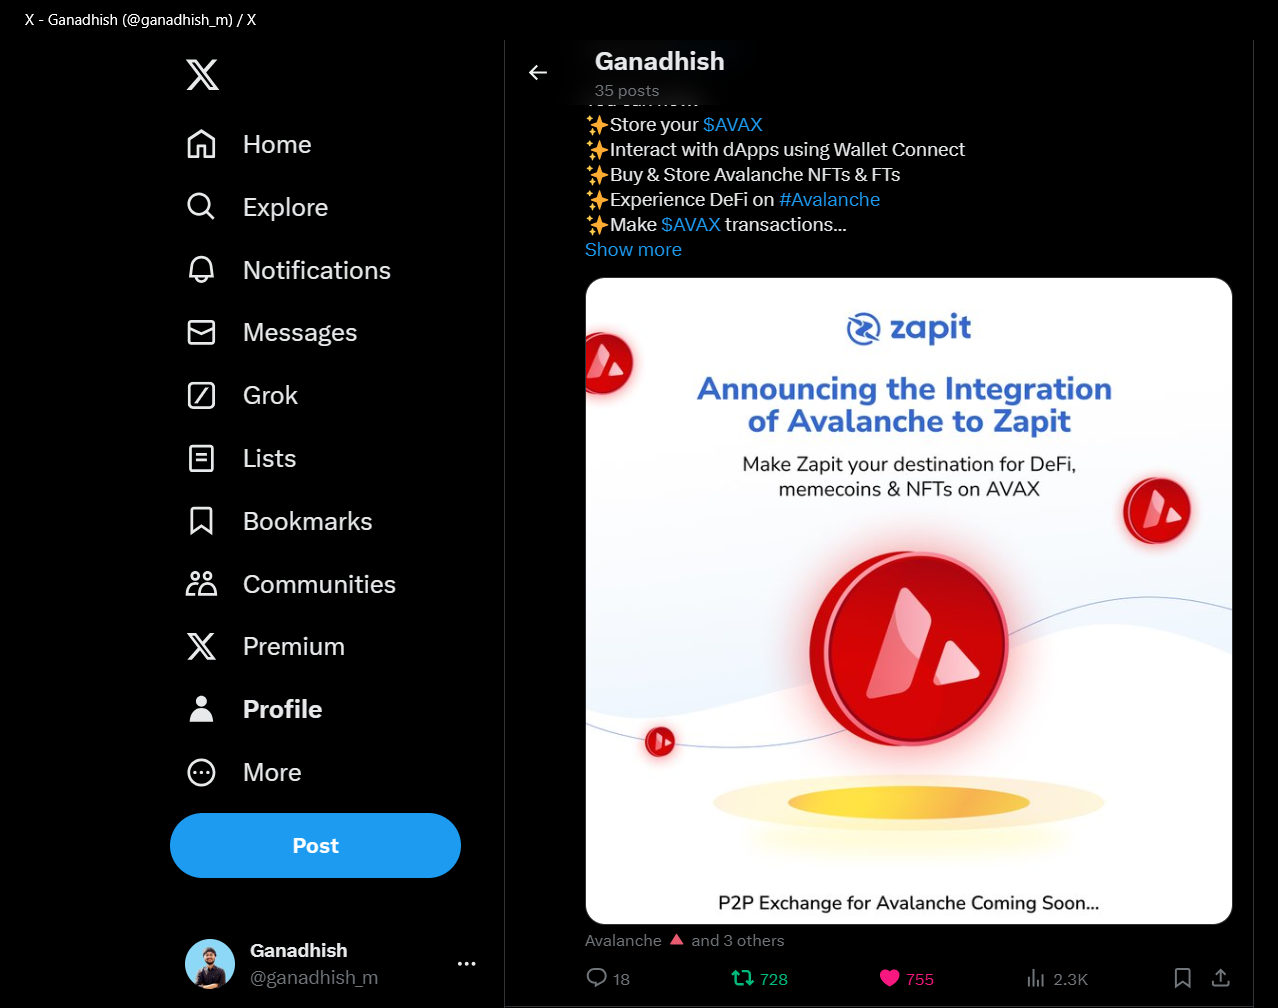 X - Ganadhish (@ganadhish_m) / X
Home
Explore
Notifications
Messages
Grok
Lists
Bookmarks
Communities
Premium
Profile
More
Post
Ganadhish
@ganadhish_m
Ganadhish
35 posts
✨Store your $AVAX
✨Interact with dApps using Wallet Connect
✨Buy & Store Avalanche NFTs & FTs
✨Experience DeFi on #Avalanche
✨Make $AVAX transactions...
Show more
zapit
Announcing the Integration
of Avalanche to Zapit
Make Zapit your destination for DeFi,
memecoins & NFTs on AVAX
P2P Exchange for Avalanche Coming Soon...
Avalanche 🔺 and 3 others
18 728 755 2.3K